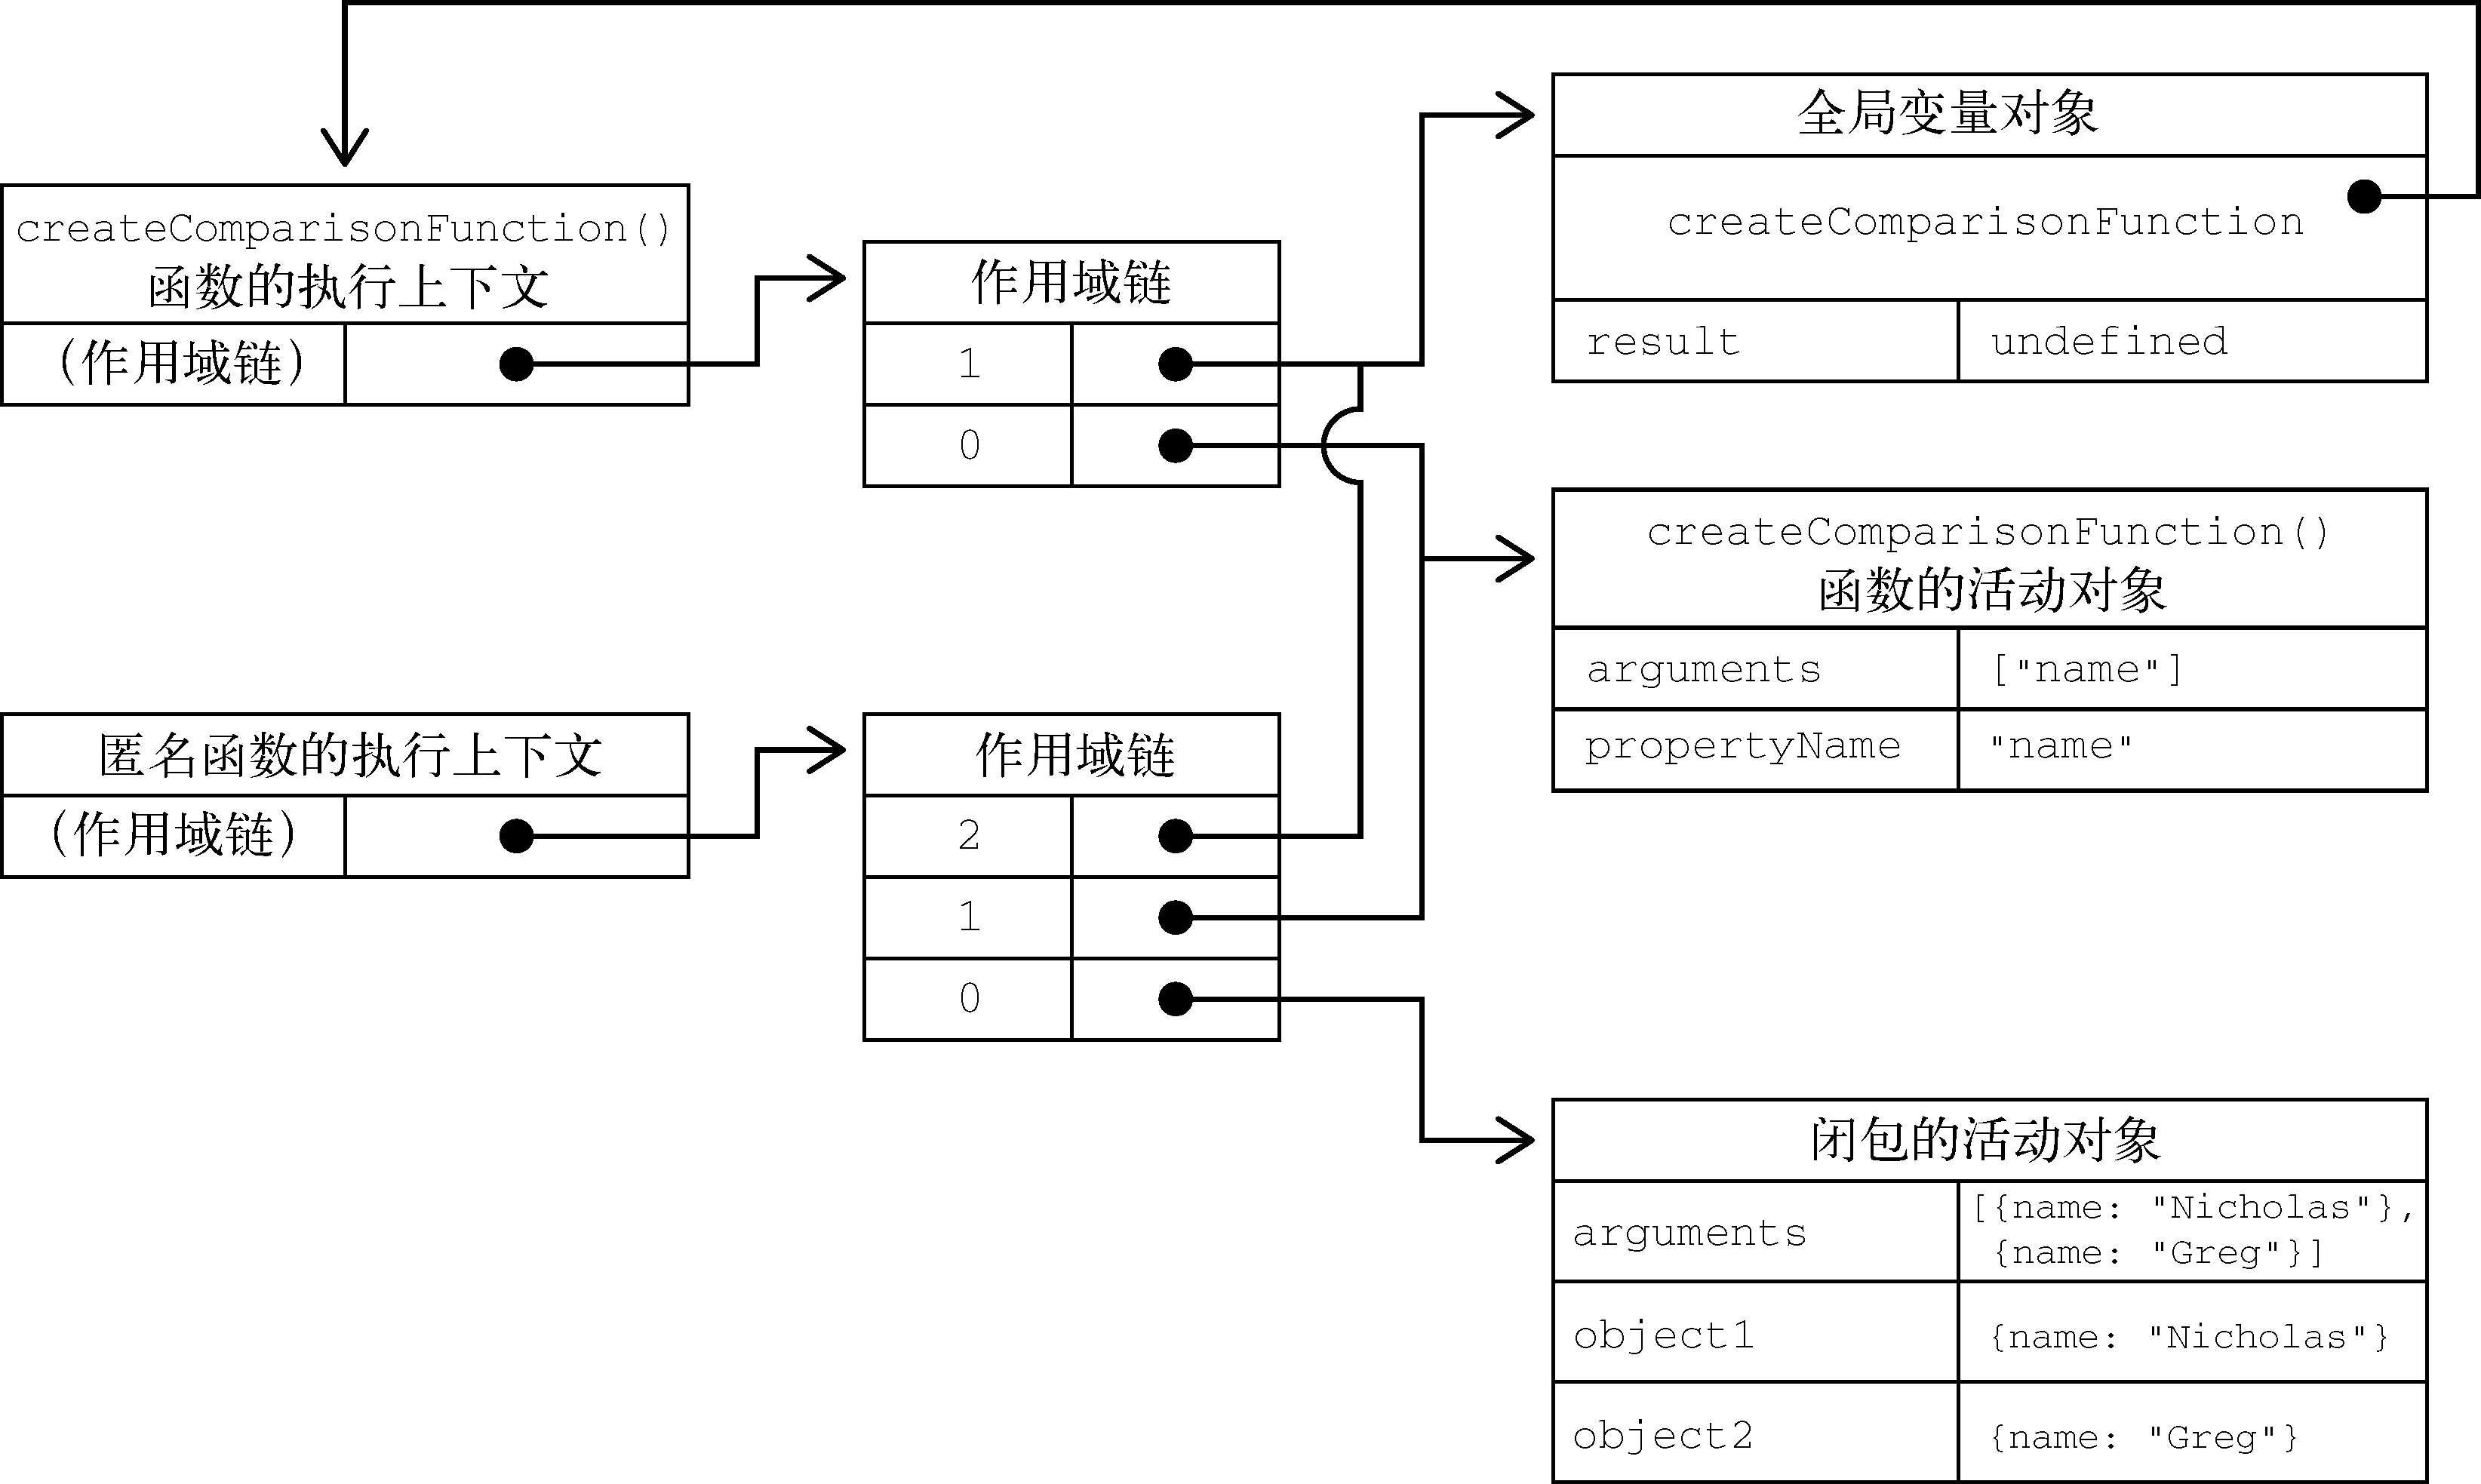 createComparisonFunction()
函数的执行上下文
（作用域链）
作用域链
1
0
全局变量对象
createComparisonFunction
result undefined
createComparisonFunction()
函数的活动对象
arguments ["name"]
propertyName "name"
匿名函数的执行上下文
（作用域链）
作用域链
2
1
0
闭包的活动对象
arguments
[{name: "Nicholas"},
{name: "Greg"}]
object1 {name: "Nicholas"}
object2 {name: "Greg"}